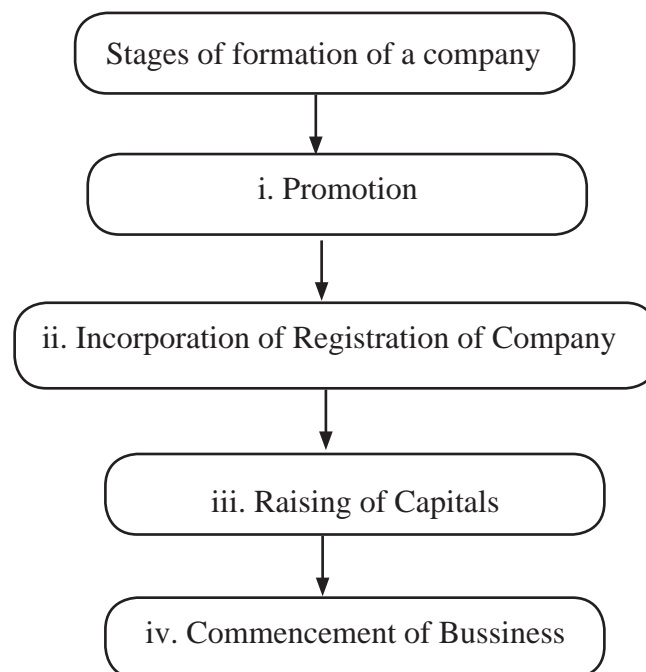 Stages of formation of a company
i. Promotion
ii. Incorporation of Registration of Company
iii. Raising of Capitals
iv. Commencement of Bussiness